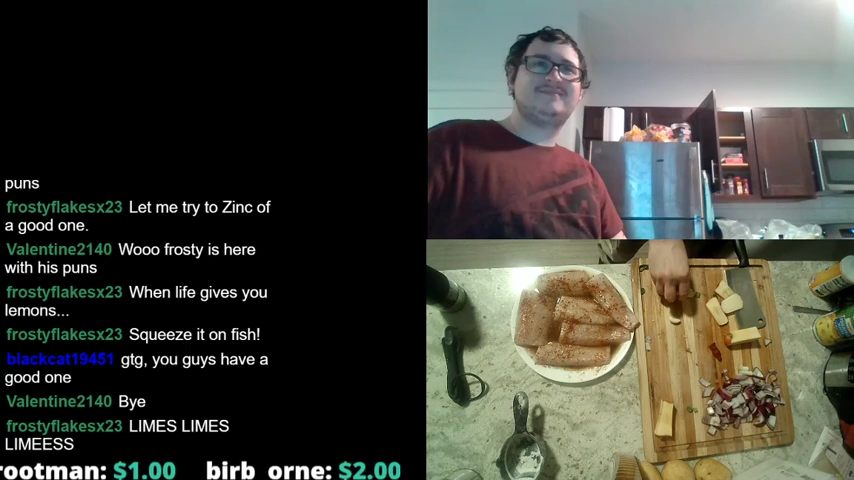 puns
frostyflakesx23 Let me try to Zinc of
a good one.
Valentine2140 Wooo frosty is here
with his puns
frostyflakesx23 When life gives you
lemons...
frostyflakesx23 Squeeze it on fish!
blackcat19451 gtg, you guys have a
good one
Valentine2140 Bye
frostyflakesx23 LIMES LIMES
LIMEESS
rootman: $1.00 birb_orne: $2.00